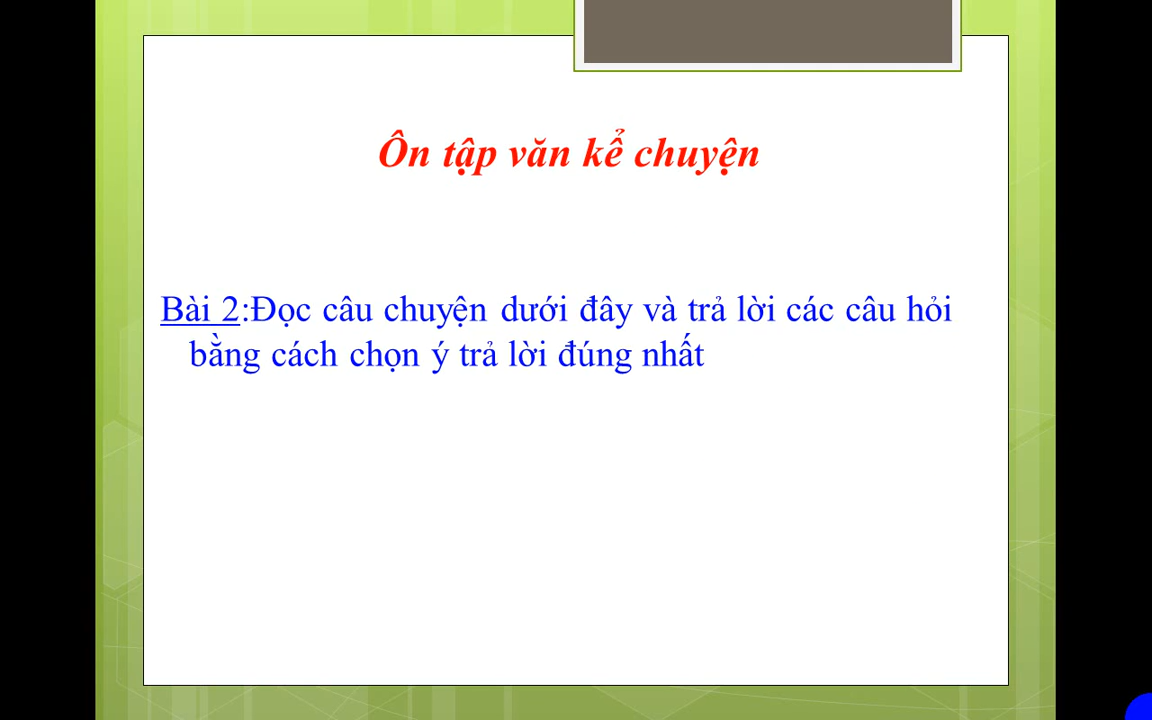 Ôn tập văn kể chuyện
Bài 2:Đọc câu chuyện dưới đây và trả lời các câu hỏi
bằng cách chọn ý trả lời đúng nhất